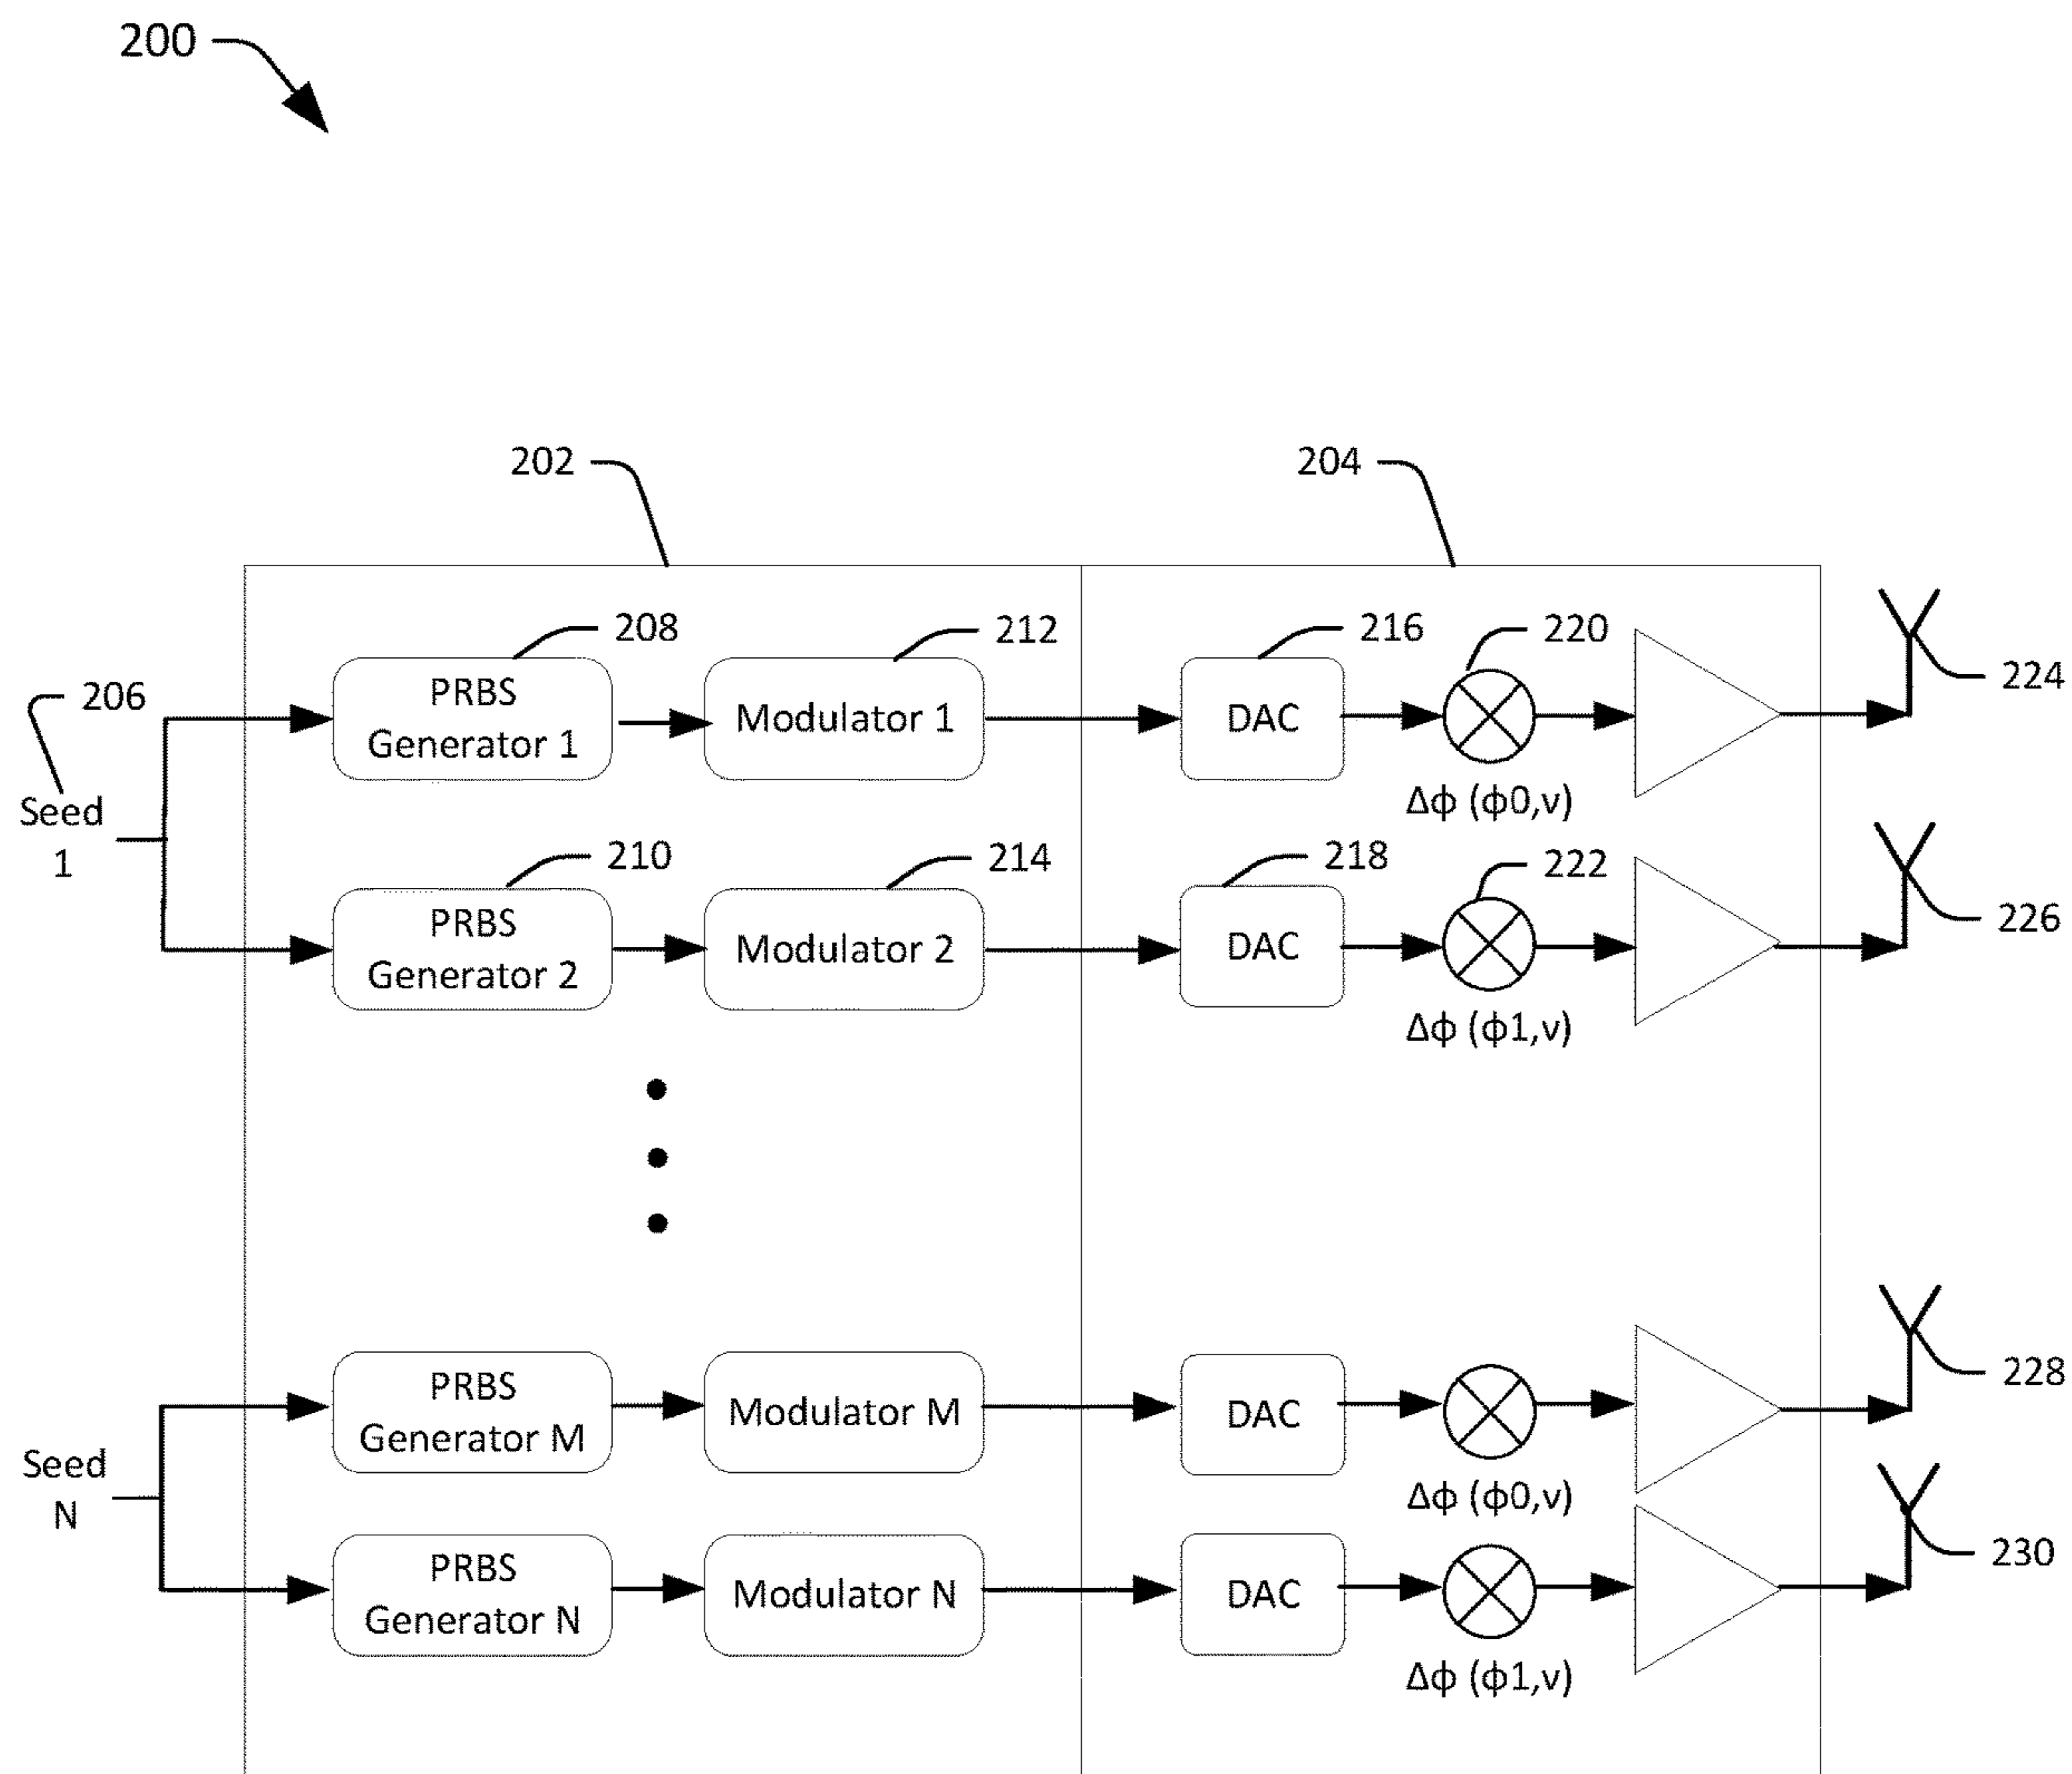 200
202
204
208
212
216
220
224
206
PRBS
Generator 1
Modulator 1
DAC
Δϕ (ϕ0,v)
Seed
1
210
214
218
222
226
PRBS
Generator 2
Modulator 2
DAC
Δϕ (ϕ1,v)
228
PRBS
Generator M
Modulator M
DAC
Δϕ (ϕ0,v)
Seed
N
230
PRBS
Generator N
Modulator N
DAC
Δϕ (ϕ1,v)